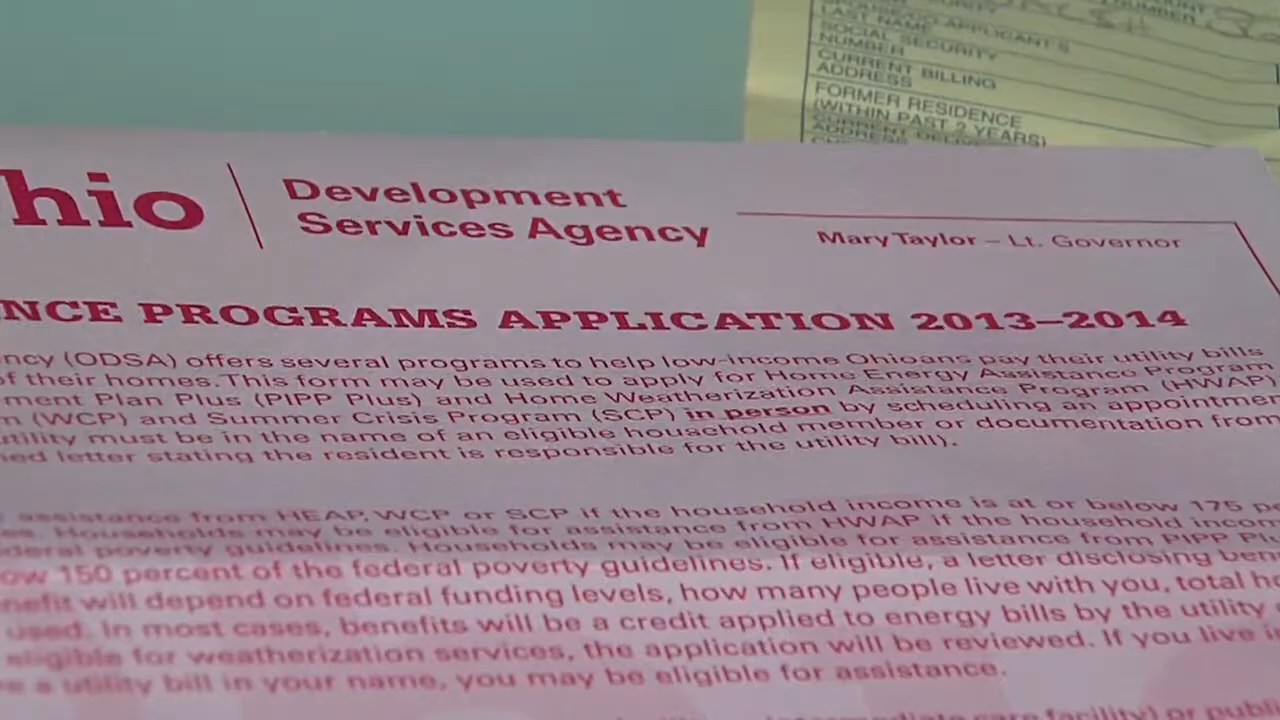 NUMBER
LAST NAME
SOCIAL SECURITY
NUMBER
CURRENT BILLING
ADDRESS
FORMER RESIDENCE
(WITHIN PAST 2 YEARS)
ADDRESS
hio
Development
Services Agency
Mary Taylor – Lt. Governor
NCE PROGRAMS APPLICATION 2013–2014
ncy (ODSA) offers several programs to help low-income Ohioans pay their utility bills
of their homes. This form may be used to apply for Home Energy Assistance Program
ment Plan Plus (PIPP Plus) and Home Weatherization Assistance Program (HWAP)
m (WCP) and Summer Crisis Program (SCP) in person by scheduling an appointmen
utility must be in the name of an eligible household member or documentation from
ned letter stating the resident is responsible for the utility bill).
assistance from HEAP, WCP or SCP if the household income is at or below 175 pe
es. Households may be eligible for assistance from HWAP if the household incom
deral poverty guidelines. Households may be eligible for assistance from PIPP Plu
ow 150 percent of the federal poverty guidelines. If eligible, a letter disclosing ben
nefit will depend on federal funding levels, how many people live with you, total ho
used. In most cases, benefits will be a credit applied to energy bills by the utility
eligible for weatherization services, the application will be reviewed. If you live i
e a utility bill in your name, you may be eligible for assistance.
care facility) or publi